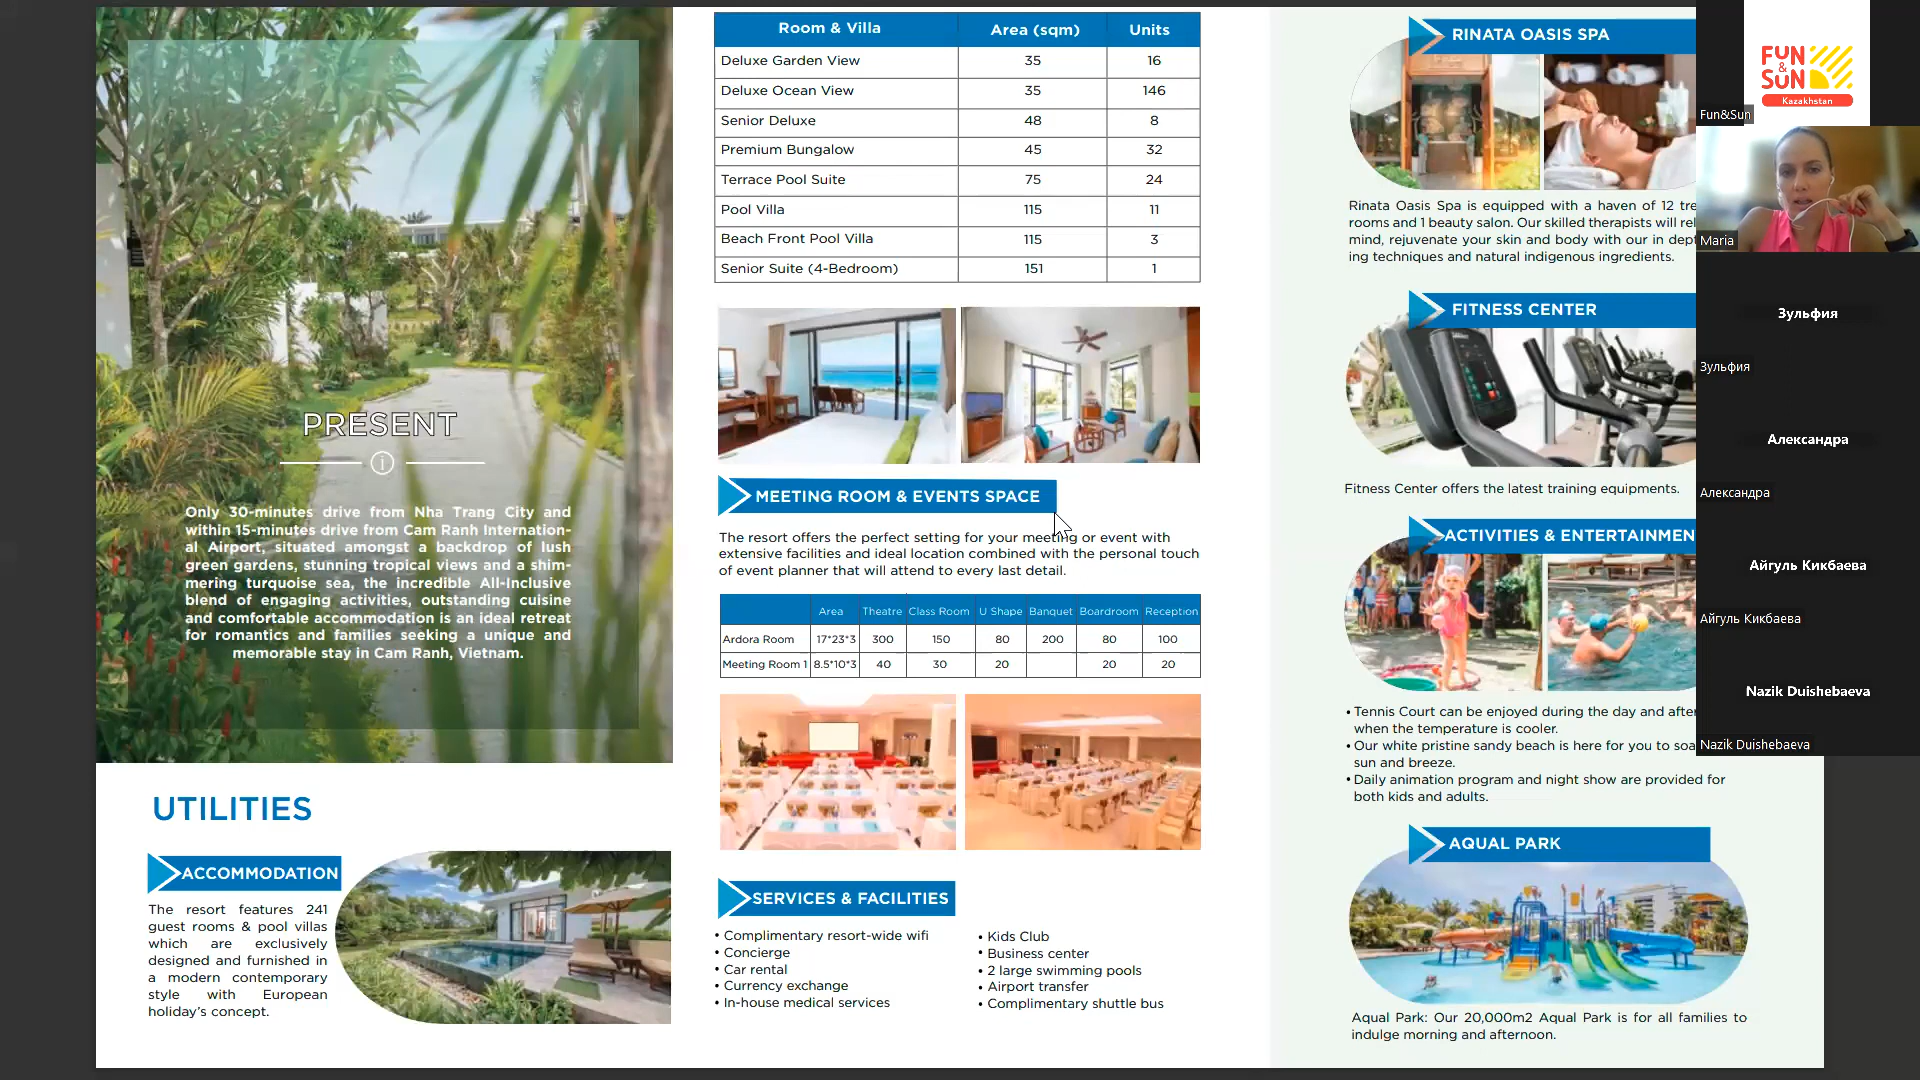 PRESENT
Only 30-minutes drive from Nha Trang City and
within 15-minutes drive from Cam Ranh Internation-
al Airport, situated amongst a backdrop of lush
green gardens, stunning tropical views and a shim-
mering turquoise sea, the incredible All-Inclusive
blend of engaging activities, outstanding cuisine
and comfortable accommodation is an ideal retreat
for romantics and families seeking a unique and
memorable stay in Cam Ranh, Vietnam.
UTILITIES
ACCOMMODATION
The resort features 241
guest rooms & pool villas
which are exclusively
designed and furnished in
a modern contemporary
style with European
holiday's concept.
Room & Villa Area (sqm) Units
Deluxe Garden View 35 16
Deluxe Ocean View 35 146
Senior Deluxe 48 8
Premium Bungalow 45 32
Terrace Pool Suite 75 24
Pool Villa 115 11
Beach Front Pool Villa 115 3
Senior Suite (4-Bedroom) 151 1
MEETING ROOM & EVENTS SPACE
The resort offers the perfect setting for your meeting or event with
extensive facilities and ideal location combined with the personal touch
of event planner that will attend to every last detail.
Area Theatre Class Room U Shape Banquet Boardroom Reception
Ardora Room 17*23*3 300 150 80 200 80 100
Meeting Room 1 8.5*10*3 40 30 20 20 20
SERVICES & FACILITIES
• Complimentary resort-wide wifi
• Concierge
• Car rental
• Currency exchange
• In-house medical services
• Kids Club
• Business center
• 2 large swimming pools
• Airport transfer
• Complimentary shuttle bus
RINATA OASIS SPA
Rinata Oasis Spa is equipped with a haven of 12 tre
rooms and 1 beauty salon. Our skilled therapists will rel
mind, rejuvenate your skin and body with our in dep
ing techniques and natural indigenous ingredients.
FITNESS CENTER
Fitness Center offers the latest training equipments.
ACTIVITIES & ENTERTAINMEN
• Tennis Court can be enjoyed during the day and after
when the temperature is cooler.
• Our white pristine sandy beach is here for you to soa
sun and breeze.
• Daily animation program and night show are provided for
both kids and adults.
AQUAL PARK
Aqual Park: Our 20,000m2 Aqual Park is for all families to
indulge morning and afternoon.
FUN
&
SUN
Kazakhstan
Fun&Sun
Maria
Зульфия
Зульфия
Александра
Александра
Айгуль Кикбаева
Айгуль Кикбаева
Nazik Duishebaeva
Nazik Duishebaeva